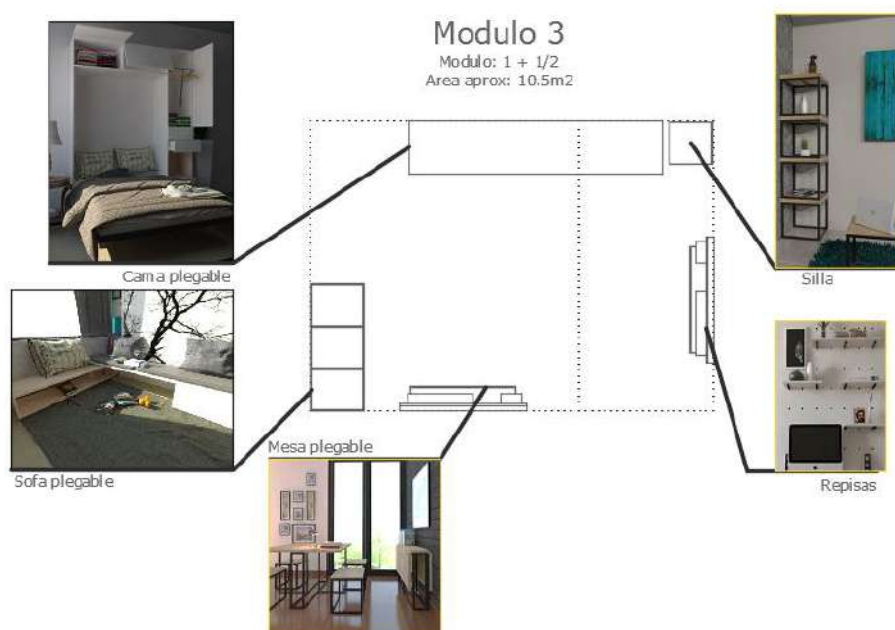 Modulo 3
Modulo: 1 + 1/2
Area aprox: 10.5m2
Cama plegable
Silla
Sofa plegable
Mesa plegable
Repisas